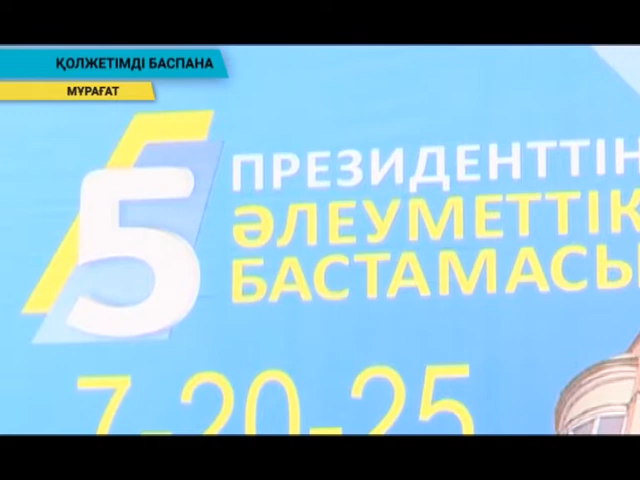 ҚОЛЖЕТІМДІ БАСПАНА
МҰРАҒАТ
5
ПРЕЗИДЕНТТІҢ
ӘЛЕУМЕТТІК
БАСТАМАСЫ
7-20-25